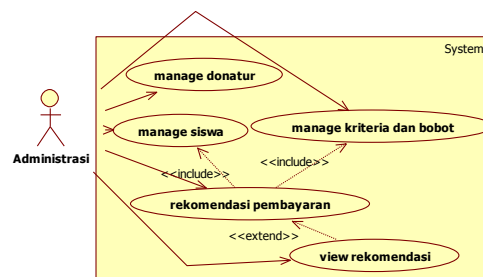 System
manage donatur
manage siswa
manage kriteria dan bobot
Administrasi
<<include>>
<<include>>
rekomendasi pembayaran
<<extend>>
view rekomendasi